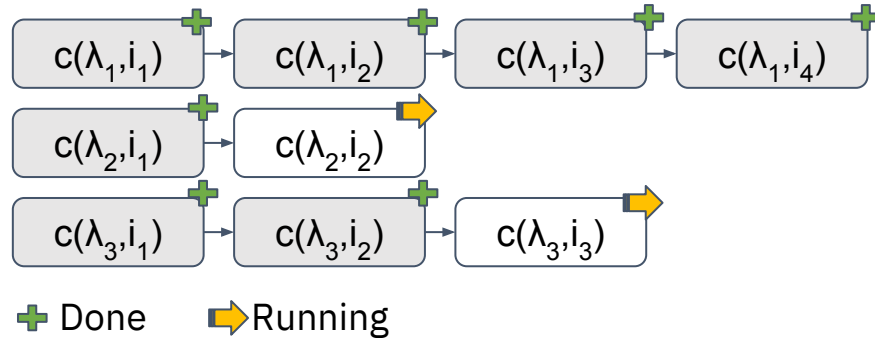 c(λ₁,i₁) c(λ₁,i₂) c(λ₁,i₃) c(λ₁,i₄)
c(λ₂,i₁) c(λ₂,i₂)
c(λ₃,i₁) c(λ₃,i₂) c(λ₃,i₃)
Done Running